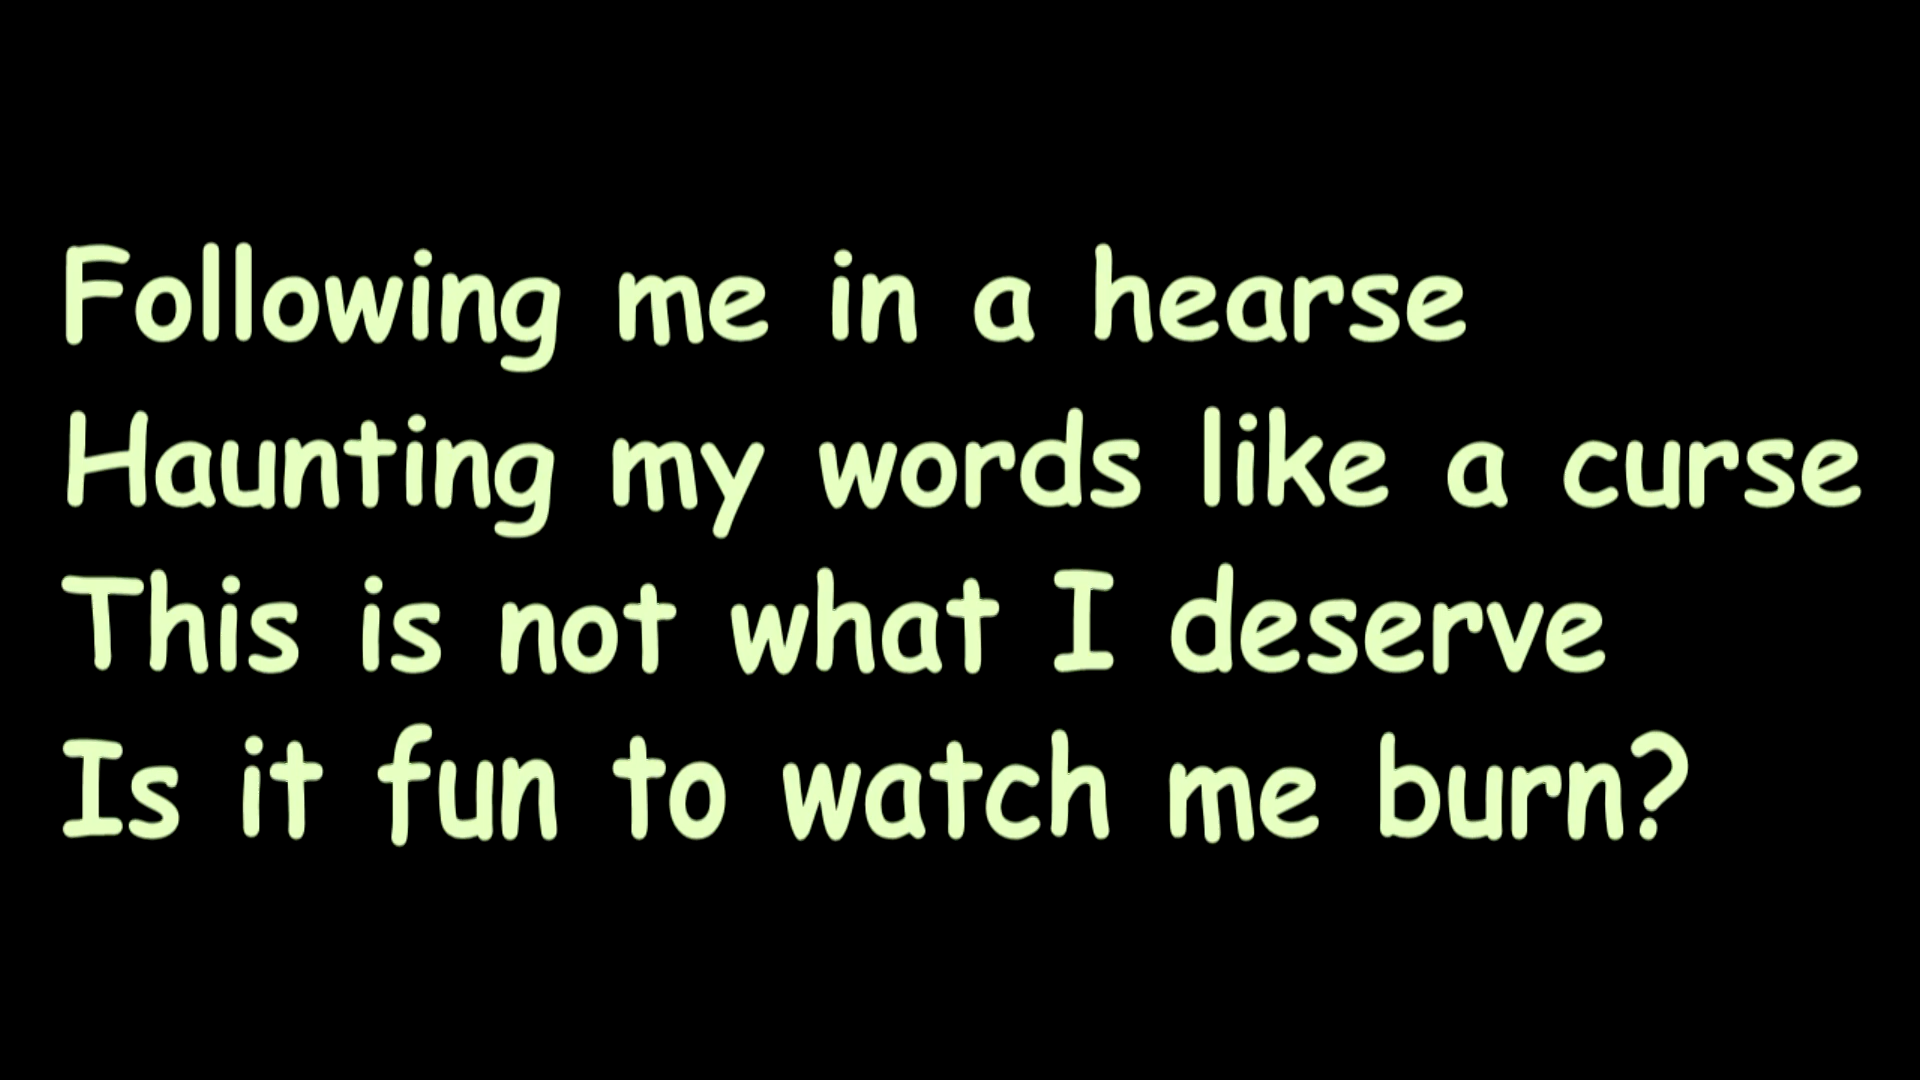 Following me in a hearse
Haunting my words like a curse
This is not what I deserve
Is it fun to watch me burn?